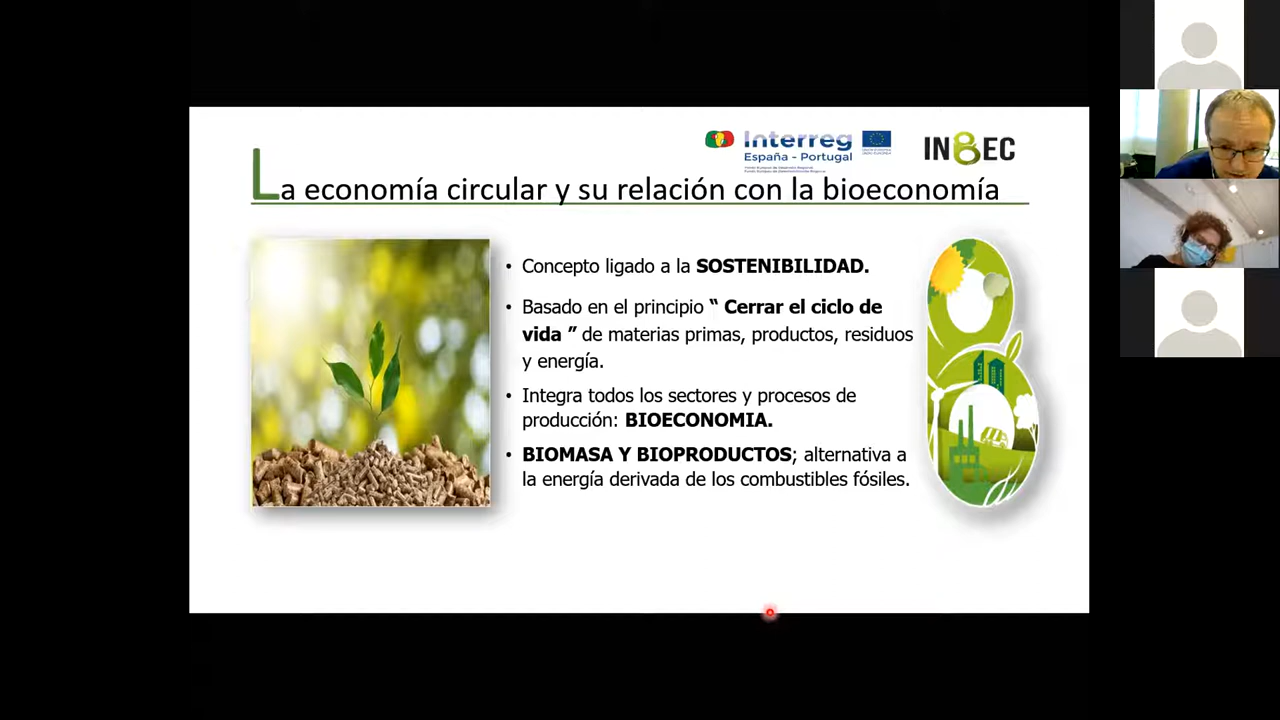 Interreg
España - Portugal
INBEC
La economía circular y su relación con la bioeconomía
• Concepto ligado a la SOSTENIBILIDAD.
• Basado en el principio “ Cerrar el ciclo de
vida ” de materias primas, productos, residuos
y energía.
• Integra todos los sectores y procesos de
producción: BIOECONOMIA.
• BIOMASA Y BIOPRODUCTOS; alternativa a
la energía derivada de los combustibles fósiles.